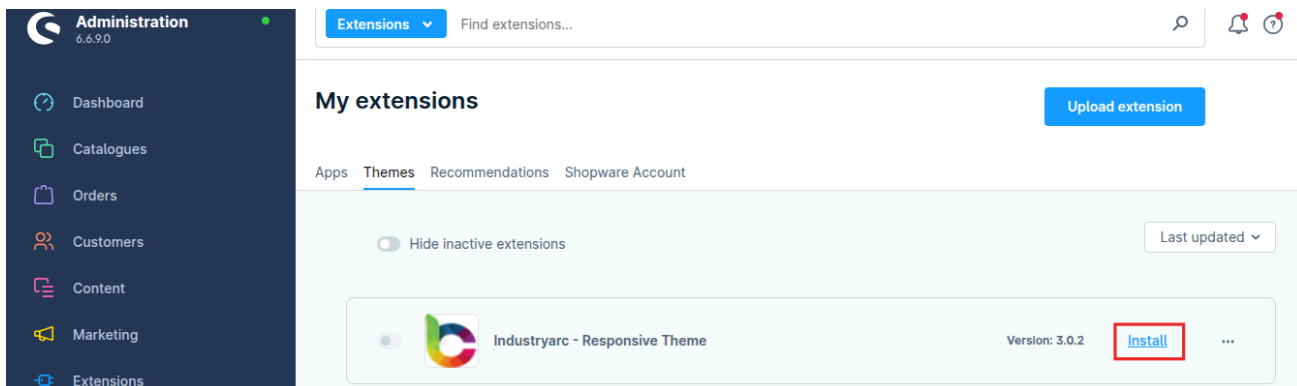 Administration
6.6.9.0
Extensions
Find extensions...
Dashboard
Catalogues
Orders
Customers
Content
Marketing
Extensions
My extensions
Upload extension
Apps Themes Recommendations Shopware Account
Hide inactive extensions
Last updated
Industryarc - Responsive Theme
Version: 3.0.2
Install
...